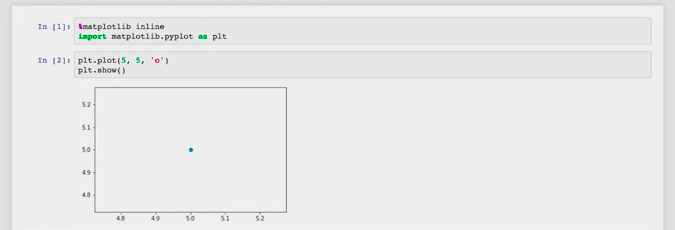 In [1]: %matplotlib inline
import matplotlib.pyplot as plt
In [2]: plt.plot(5, 5, 'o')
plt.show()
5.2
5.1
5.0
4.9
4.8
4.8 4.9 5.0 5.1 5.2